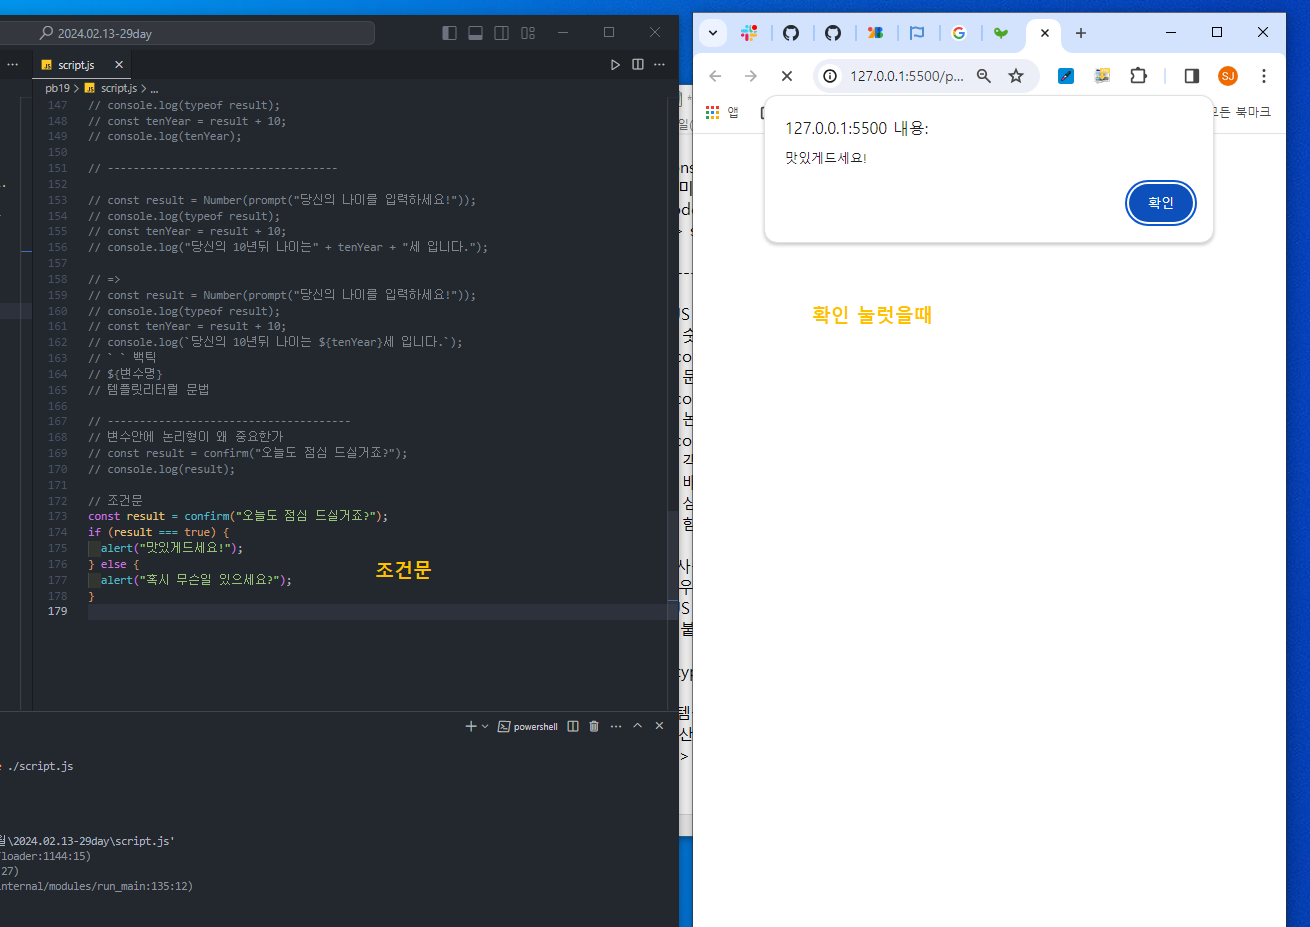 2024.02.13-29day
script.js
pb19 > script.js > ...
147 // console.log(typeof result);
148 // const tenYear = result + 10;
149 // console.log(tenYear);
150
151 // -----------------------------------
152
153 // const result = Number(prompt("당신의 나이를 입력하세요!"));
154 // console.log(typeof result);
155 // const tenYear = result + 10;
156 // console.log("당신의 10년뒤 나이는" + tenYear + "세 입니다.");
157
158 // =>
159 // const result = Number(prompt("당신의 나이를 입력하세요!"));
160 // console.log(typeof result);
161 // const tenYear = result + 10;
162 // console.log(`당신의 10년뒤 나이는 ${tenYear}세 입니다.`);
163 // ` ` 백틱
164 // ${변수명}
165 // 템플릿리터럴 문법
166
167 // -------------------------------------
168 // 변수안에 논리형이 왜 중요한가
169 // const result = confirm("오늘도 점심 드실거죠?");
170 // console.log(result);
171
172 // 조건문
173 const result = confirm("오늘도 점심 드실거죠?");
174 if (result === true) {
175 alert("맛있게드세요!");
176 } else {
177 alert("혹시 무슨일 있으세요?");
178 }
179
조건문
powershell
./script.js
월\2024.02.13-29day\script.js'
loader:1144:15)
27)
nternal/modules/run_main:135:12)
127.0.0.1:5500/p...
SJ
앱
모든 북마크
127.0.0.1:5500 내용:
맛있게드세요!
확인
확인 눌럿을때